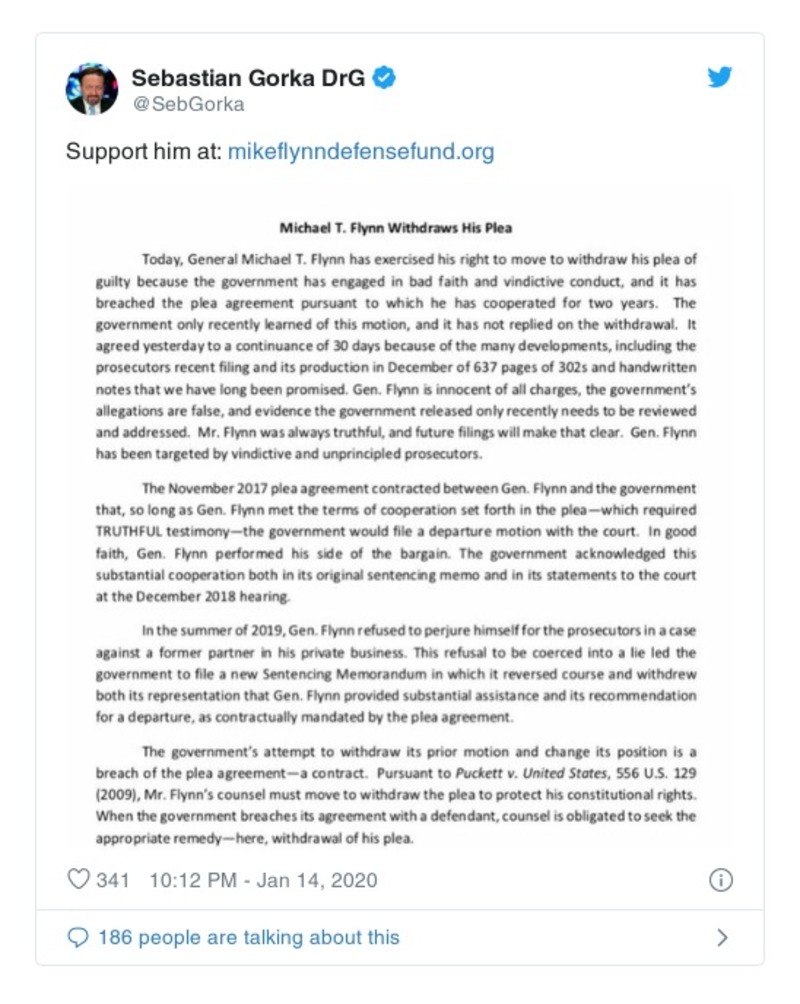 Sebastian Gorka DrG
@SebGorka
Support him at: mikeflynndefensefund.org
Michael T. Flynn Withdraws His Plea
Today, General Michael T. Flynn has exercised his right to move to withdraw his plea of
guilty because the government has engaged in bad faith and vindictive conduct, and it has
breached the plea agreement pursuant to which he has cooperated for two years. The
government only recently learned of this motion, and it has not replied on the withdrawal. It
agreed yesterday to a continuance of 30 days because of the many developments, including the
prosecutors recent filing and its production in December of 637 pages of 302s and handwritten
notes that we have long been promised. Gen. Flynn is innocent of all charges, the government's
allegations are false, and evidence the government released only recently needs to be reviewed
and addressed. Mr. Flynn was always truthful, and future filings will make that clear. Gen. Flynn
has been targeted by vindictive and unprincipled prosecutors.
The November 2017 plea agreement contracted between Gen. Flynn and the government
that, so long as Gen. Flynn met the terms of cooperation set forth in the plea—which required
TRUTHFUL testimony—the government would file a departure motion with the court. In good
faith, Gen. Flynn performed his side of the bargain. The government acknowledged this
substantial cooperation both in its original sentencing memo and in its statements to the court
at the December 2018 hearing.
In the summer of 2019, Gen. Flynn refused to perjure himself for the prosecutors in a case
against a former partner in his private business. This refusal to be coerced into a lie led the
government to file a new Sentencing Memorandum in which it reversed course and withdrew
both its representation that Gen. Flynn provided substantial assistance and its recommendation
for a departure, as contractually mandated by the plea agreement.
The government's attempt to withdraw its prior motion and change its position is a
breach of the plea agreement—a contract. Pursuant to Puckett v. United States, 556 U.S. 129
(2009), Mr. Flynn's counsel must move to withdraw the plea to protect his constitutional rights.
When the government breaches its agreement with a defendant, counsel is obligated to seek the
appropriate remedy—here, withdrawal of his plea.
341 10:12 PM - Jan 14, 2020
186 people are talking about this